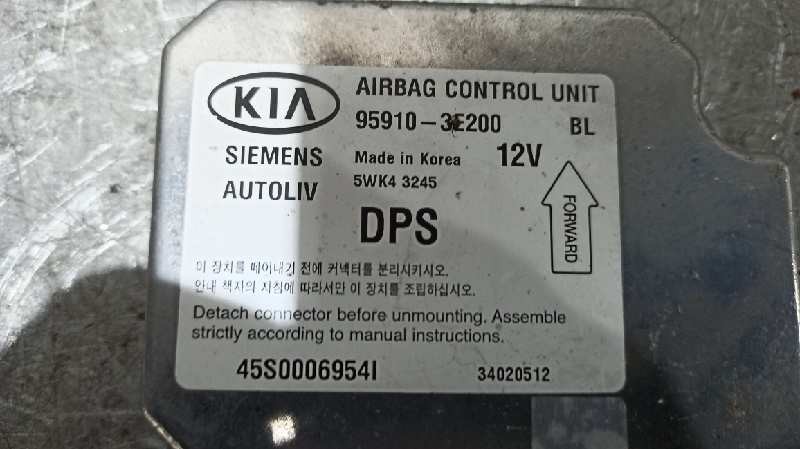 KIA
AIRBAG CONTROL UNIT
95910-3E200 BL
SIEMENS
AUTOLIV
Made in Korea 12V
5WK4 3245
DPS
FORWARD
이 장치를 떼어내기 전에 커넥터를 분리시키시오.
안내 책자의 지침에 따라서만 이 장치를 조립하십시오.
Detach connector before unmounting. Assemble
strictly according to manual instructions.
45S0006954I
34020512